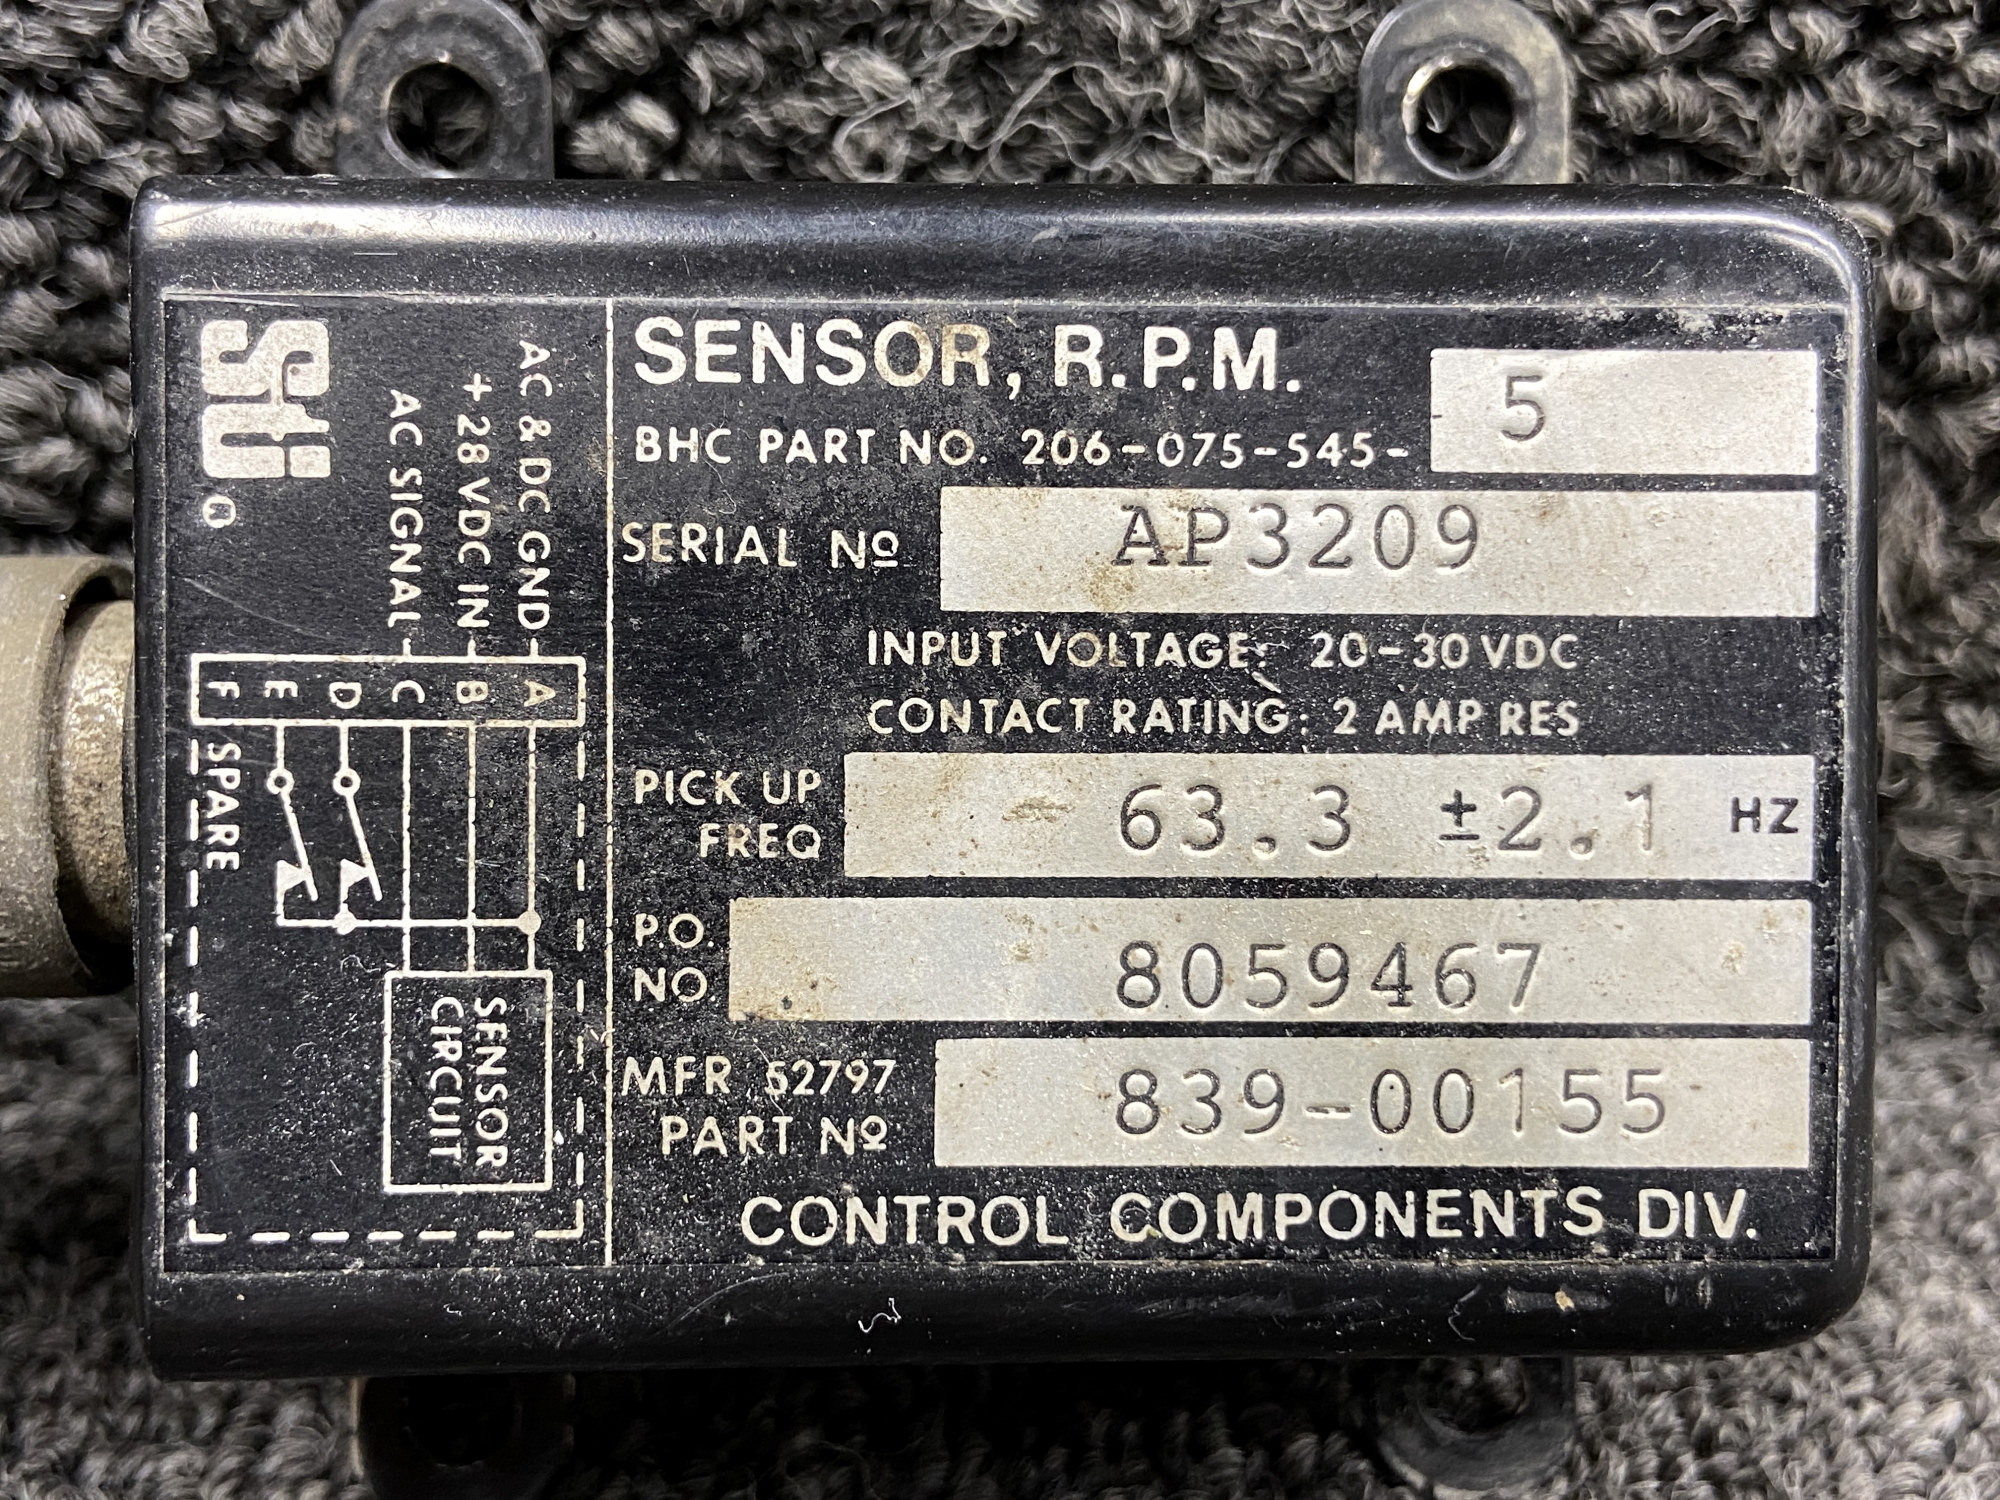 SENSOR, R.P.M.
BHC PART NO. 206-075-545- 5
SERIAL Nº AP3209
INPUT VOLTAGE: 20-30 VDC
CONTACT RATING: 2 AMP RES
PICK UP
FREQ 63.3 ±2.1 HZ
P.O.
NO. 8059467
MFR 52797
PART Nº 839-00155
CONTROL COMPONENTS DIV.
AC & DC GND
+28 VDC IN
AC SIGNAL
A
B
C
D
E
F
SPARE
SENSOR
CIRCUIT
®